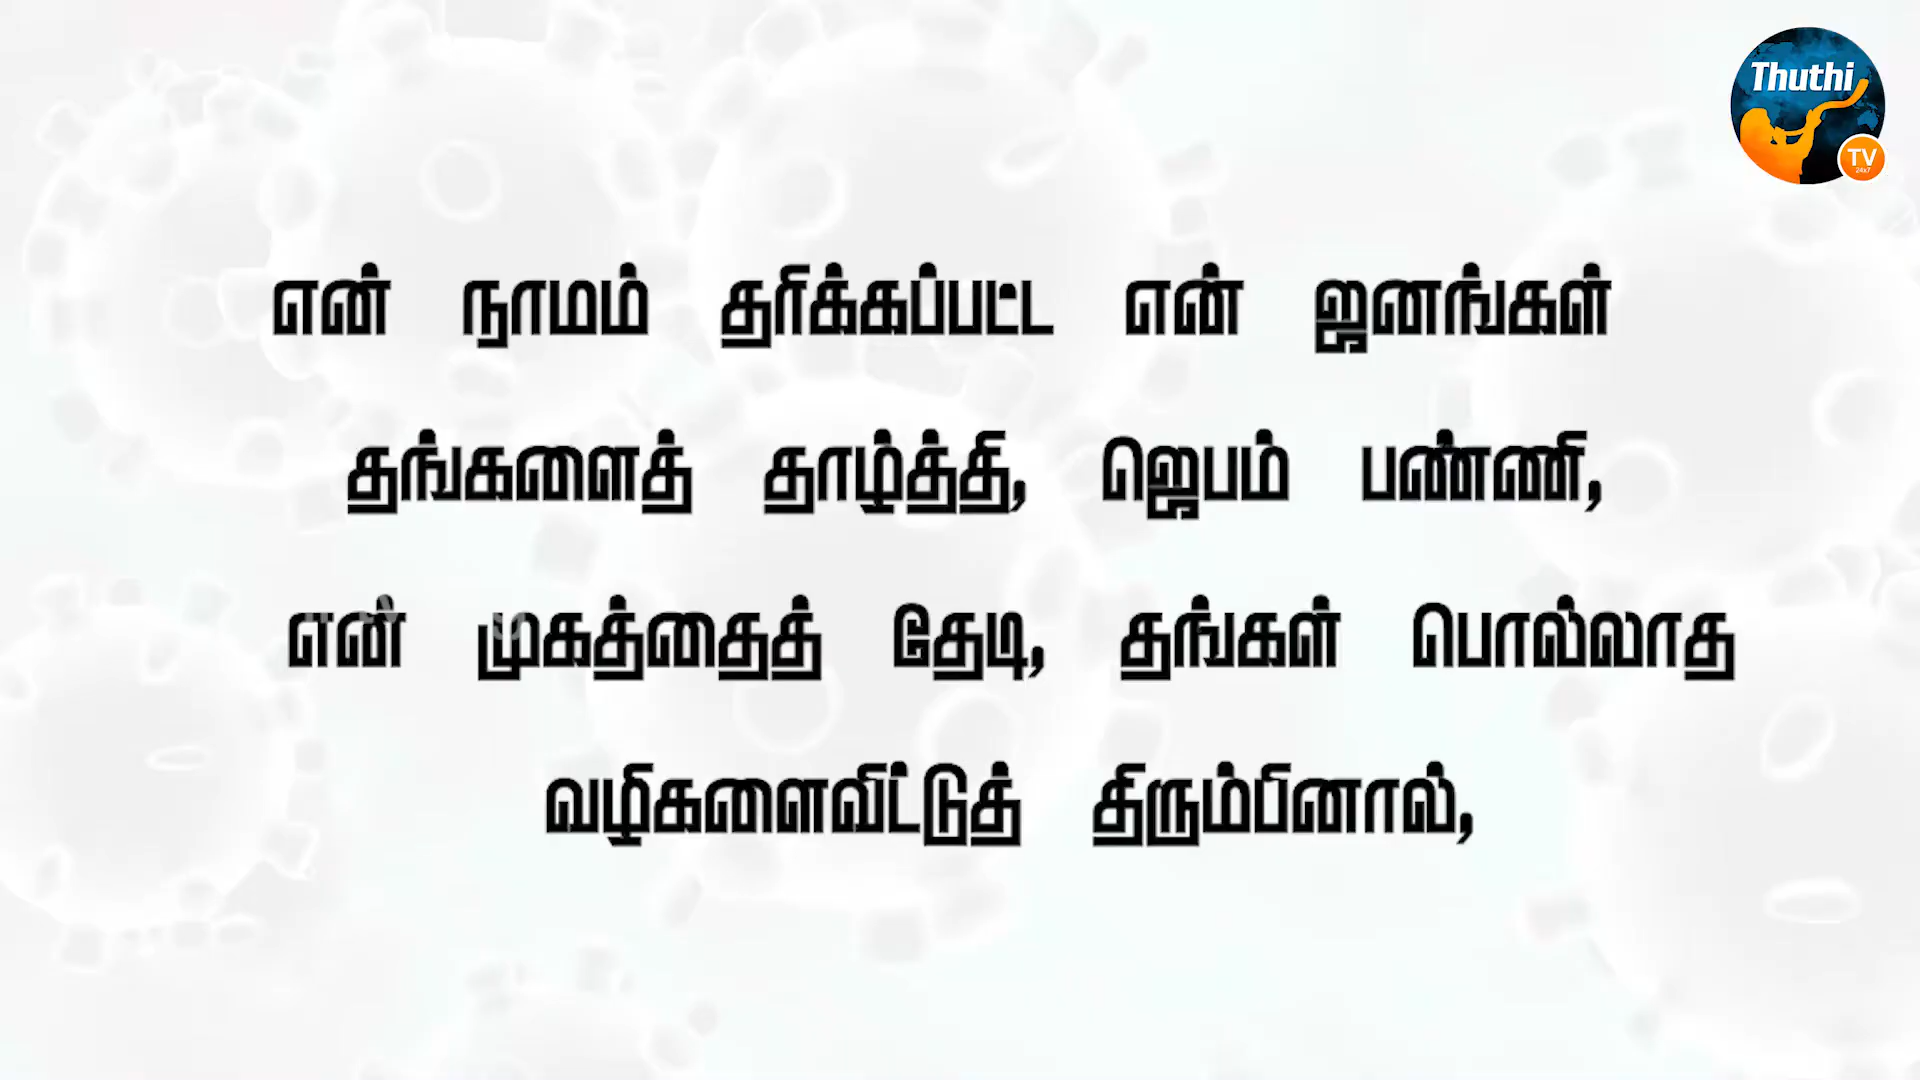 Thuthi
TV
24x7
என் நாமம் தரிக்கப்பட்ட என் ஜனங்கள்
தங்களைத் தாழ்த்தி, ஜெபம் பண்ணி,
என் முகத்தைத் தேடி, தங்கள் பொல்லாத
வழிகளைவிட்டுத் திரும்பினால்,